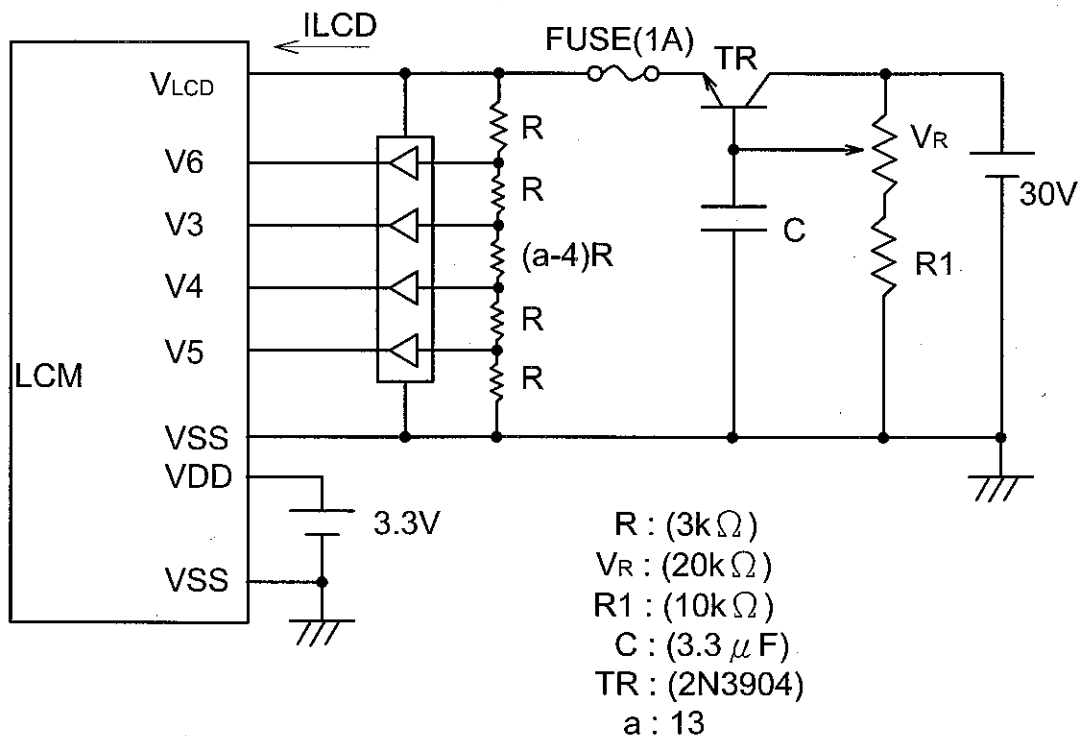 ILCD
FUSE(1A)
TR
VLCD
R
VR
V6
R
30V
V3
C
(a-4)R
R1
V4
R
V5
LCM
R
VSS
VDD
3.3V
VSS
R : (3kΩ)
VR : (20kΩ)
R1 : (10kΩ)
C : (3.3 μF)
TR : (2N3904)
a : 13